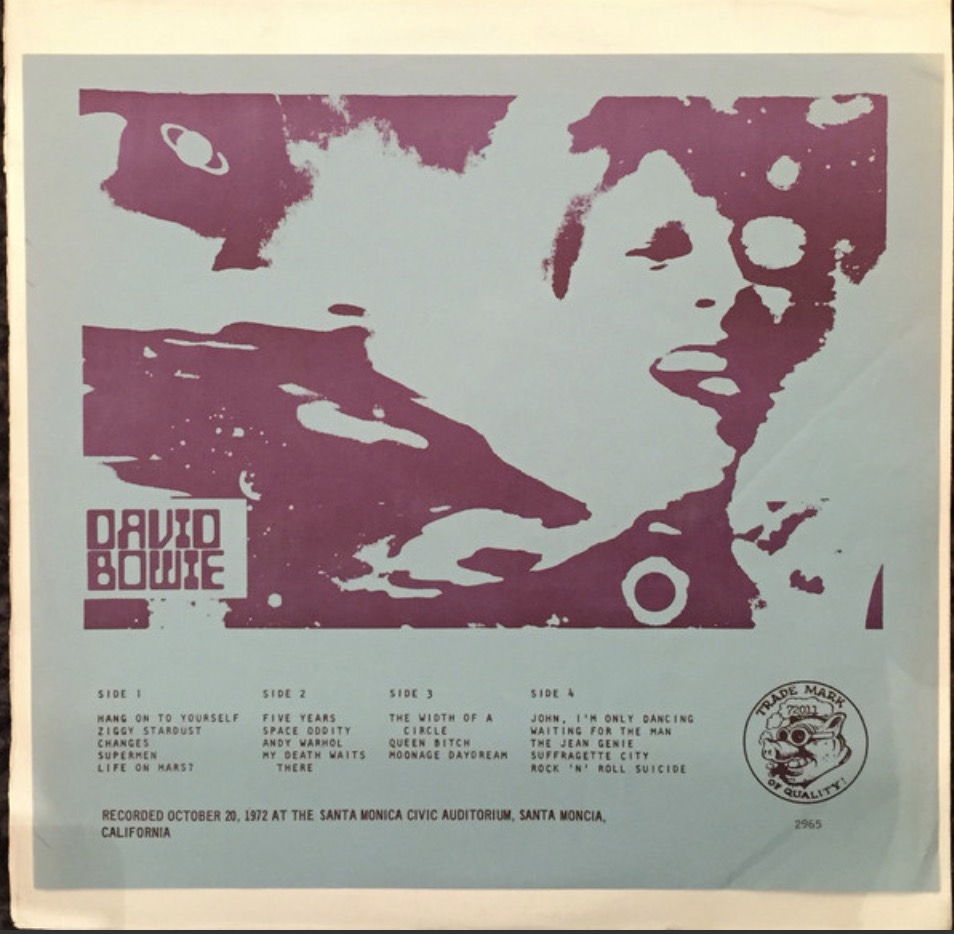 DAVID
BOWIE
SIDE 1
HANG ON TO YOURSELF
ZIGGY STARDUST
CHANGES
SUPERMEN
LIFE ON MARS?
SIDE 2
FIVE YEARS
SPACE ODDITY
ANDY WARHOL
MY DEATH WAITS
THERE
SIDE 3
THE WIDTH OF A
CIRCLE
QUEEN BITCH
MOONAGE DAYDREAM
SIDE 4
JOHN, I'M ONLY DANCING
WAITING FOR THE MAN
THE JEAN GENIE
SUFFRAGETTE CITY
ROCK 'N' ROLL SUICIDE
TRADE MARK
72011
OF QUALITY!
2965
RECORDED OCTOBER 20, 1972 AT THE SANTA MONICA CIVIC AUDITORIUM, SANTA MONCIA,
CALIFORNIA